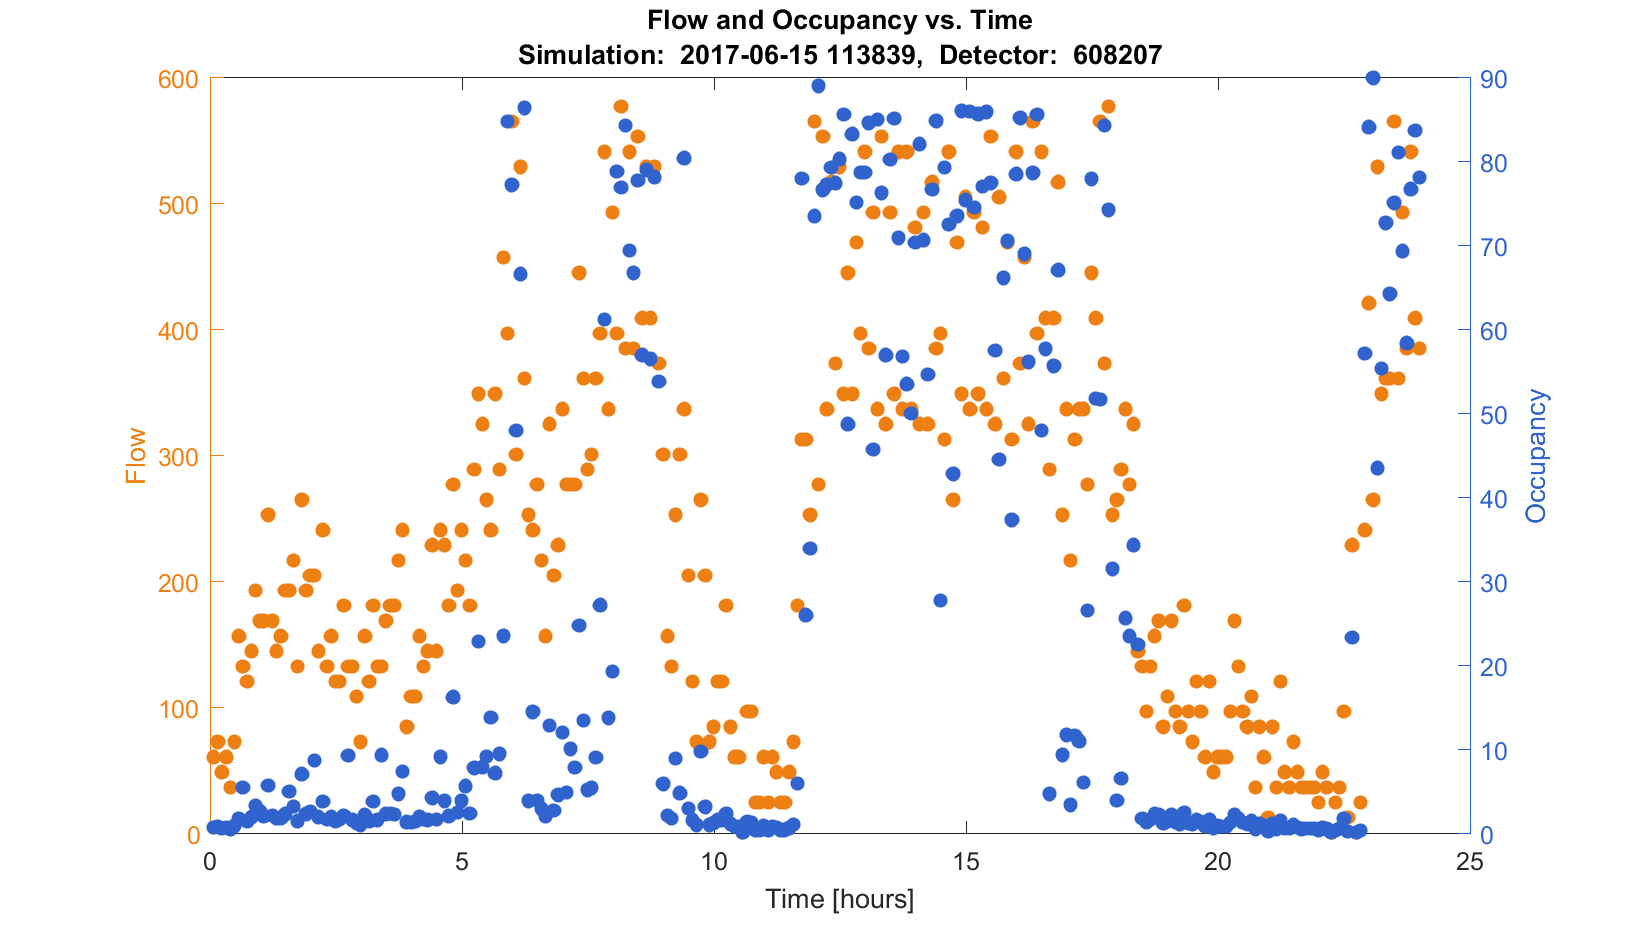 Flow and Occupancy vs. Time
Simulation:  2017-06-15 113839,  Detector:  608207
600
500
400
300
200
100
0
Flow
90
80
70
60
50
40
30
20
10
0
Occupancy
0 5 10 15 20 25
Time [hours]